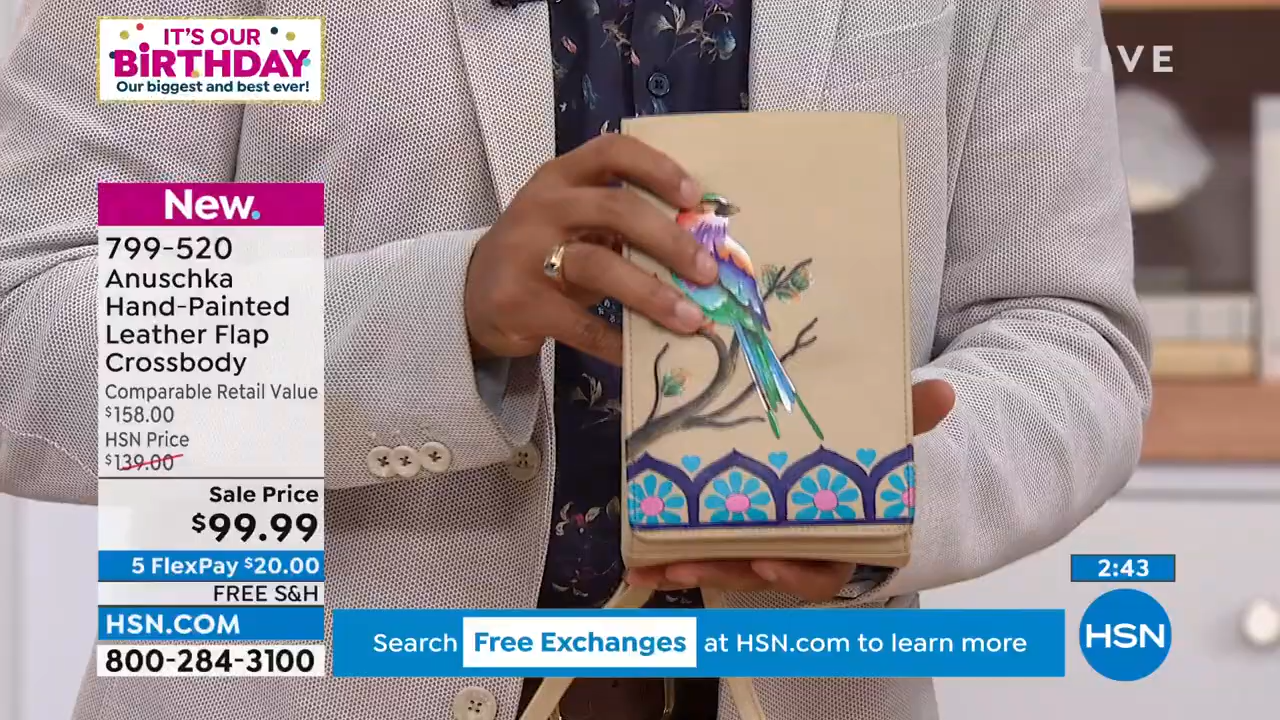 IT'S OUR
BiRTHDAY
Our biggest and best ever!
LIVE
New.
799-520
Anuschka
Hand-Painted
Leather Flap
Crossbody
Comparable Retail Value
$158.00
HSN Price
$139.00
Sale Price
$99.99
5 FlexPay $20.00
FREE S&H
HSN.COM
800-284-3100
2:43
Search Free Exchanges at HSN.com to learn more
HSN